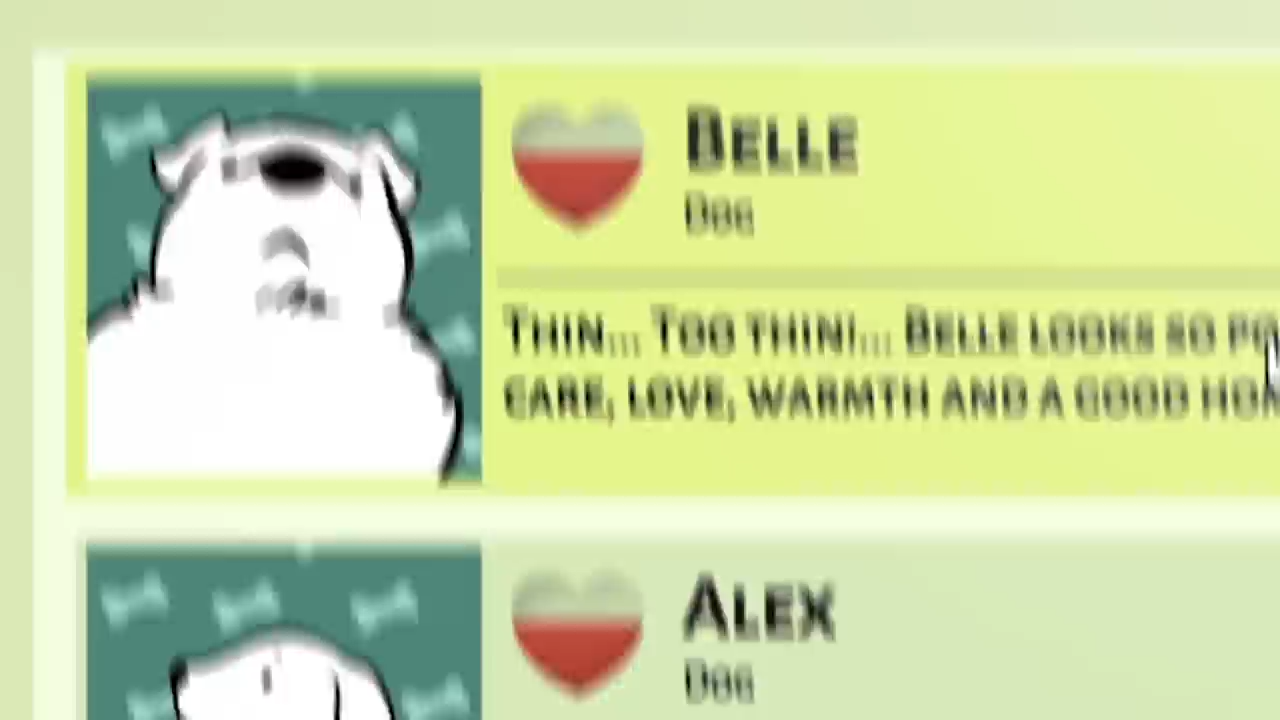 BELLE
DOG
THIN... TOO THIN!... BELLE LOOKS SO
CARE, LOVE, WARMTH AND A GOOD
ALEX
DOG